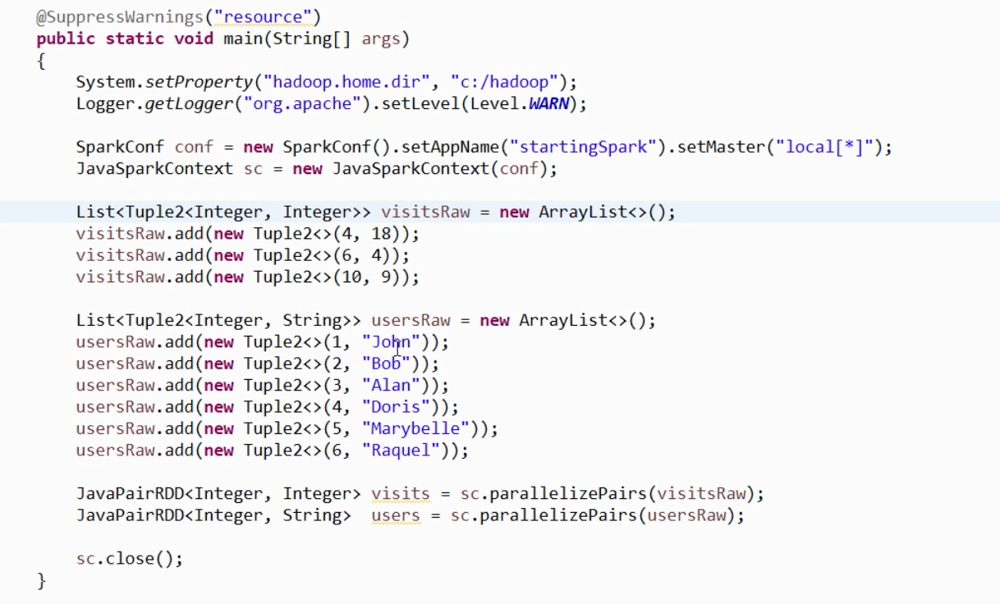 @SuppressWarnings("resource")
public static void main(String[] args)
{
System.setProperty("hadoop.home.dir", "c:/hadoop");
Logger.getLogger("org.apache").setLevel(Level.WARN);
SparkConf conf = new SparkConf().setAppName("startingSpark").setMaster("local[*]");
JavaSparkContext sc = new JavaSparkContext(conf);
List<Tuple2<Integer, Integer>> visitsRaw = new ArrayList<>();
visitsRaw.add(new Tuple2<>(4, 18));
visitsRaw.add(new Tuple2<>(6, 4));
visitsRaw.add(new Tuple2<>(10, 9));
List<Tuple2<Integer, String>> usersRaw = new ArrayList<>();
usersRaw.add(new Tuple2<>(1, "John"));
usersRaw.add(new Tuple2<>(2, "Bob"));
usersRaw.add(new Tuple2<>(3, "Alan"));
usersRaw.add(new Tuple2<>(4, "Doris"));
usersRaw.add(new Tuple2<>(5, "Marybelle"));
usersRaw.add(new Tuple2<>(6, "Raquel"));
JavaPairRDD<Integer, Integer> visits = sc.parallelizePairs(visitsRaw);
JavaPairRDD<Integer, String> users = sc.parallelizePairs(usersRaw);
sc.close();
}